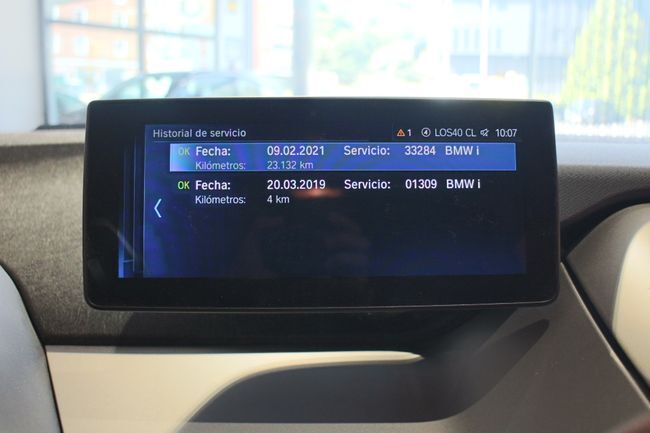 Historial de servicio 1 LOS40 CL 10:07
OK Fecha: 09.02.2021 Servicio: 33284 BMW i
Kilómetros: 23.132 km
OK Fecha: 20.03.2019 Servicio: 01309 BMW i
Kilómetros: 4 km